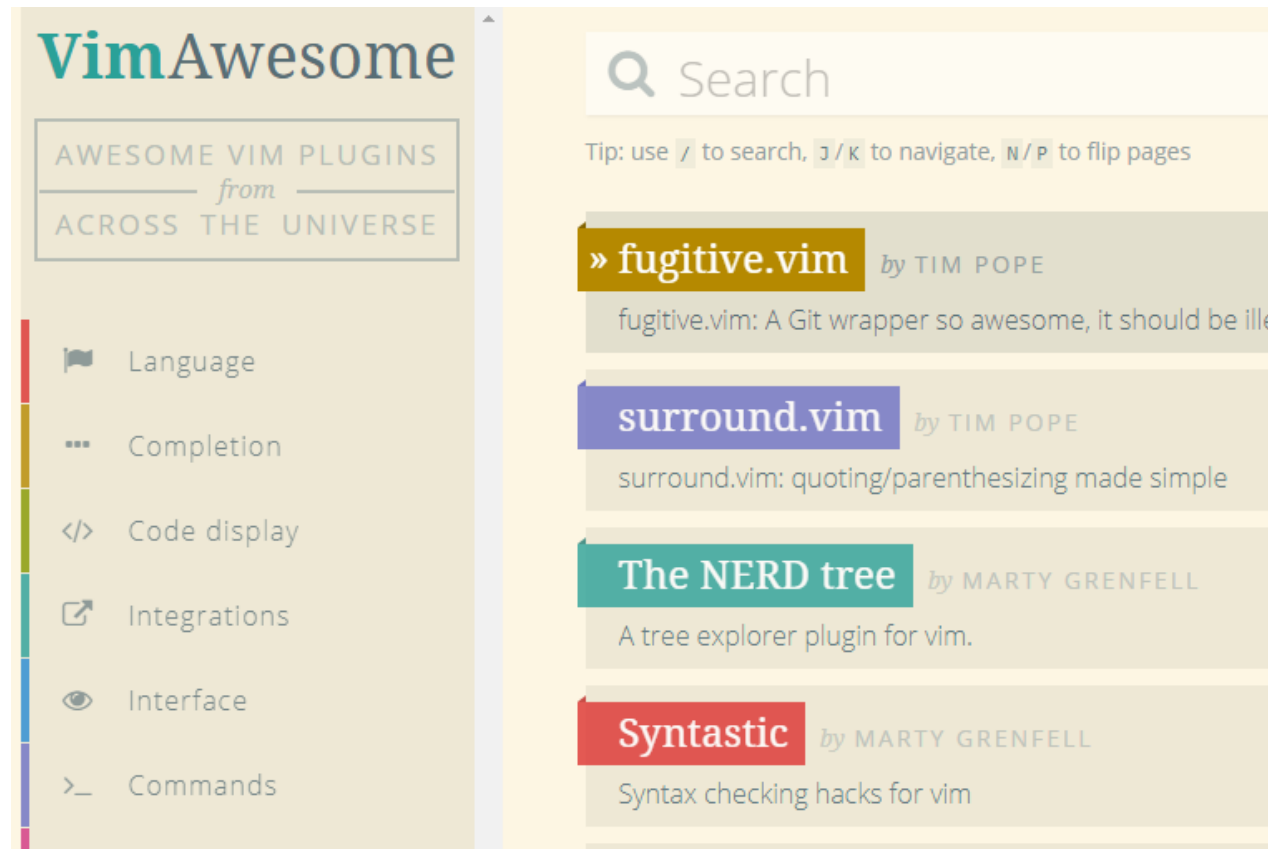 VimAwesome
AWESOME VIM PLUGINS
from
ACROSS THE UNIVERSE
Language
Completion
Code display
Integrations
Interface
Commands
Search
Tip: use / to search, J/K to navigate, N/P to flip pages
» fugitive.vim by TIM POPE
fugitive.vim: A Git wrapper so awesome, it should be
surround.vim by TIM POPE
surround.vim: quoting/parenthesizing made simple
The NERD tree by MARTY GRENFELL
A tree explorer plugin for vim.
Syntastic by MARTY GRENFELL
Syntax checking hacks for vim